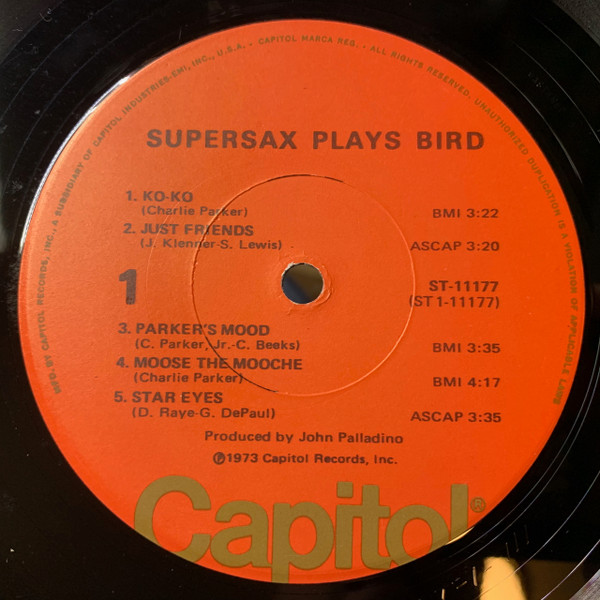 MFG. BY CAPITOL RECORDS, INC., A SUBSIDIARY OF CAPITOL INDUSTRIES-EMI, INC., U.S.A. • CAPITOL MARCA REG. • ALL RIGHTS RESERVED. UNAUTHORIZED DUPLICATION IS A VIOLATION OF APPLICABLE LAWS
SUPERSAX PLAYS BIRD
1. KO-KO
(Charlie Parker) BMI 3:22
2. JUST FRIENDS
(J. Klenner-S. Lewis) ASCAP 3:20
1
ST-11177
(ST 1-11177)
3. PARKER'S MOOD
(C. Parker, Jr.-C. Beeks) BMI 3:35
4. MOOSE THE MOOCHE
(Charlie Parker) BMI 4:17
5. STAR EYES
(D. Raye-G. DePaul) ASCAP 3:35
Produced by John Palladino
℗1973 Capitol Records, Inc.
Capitol®